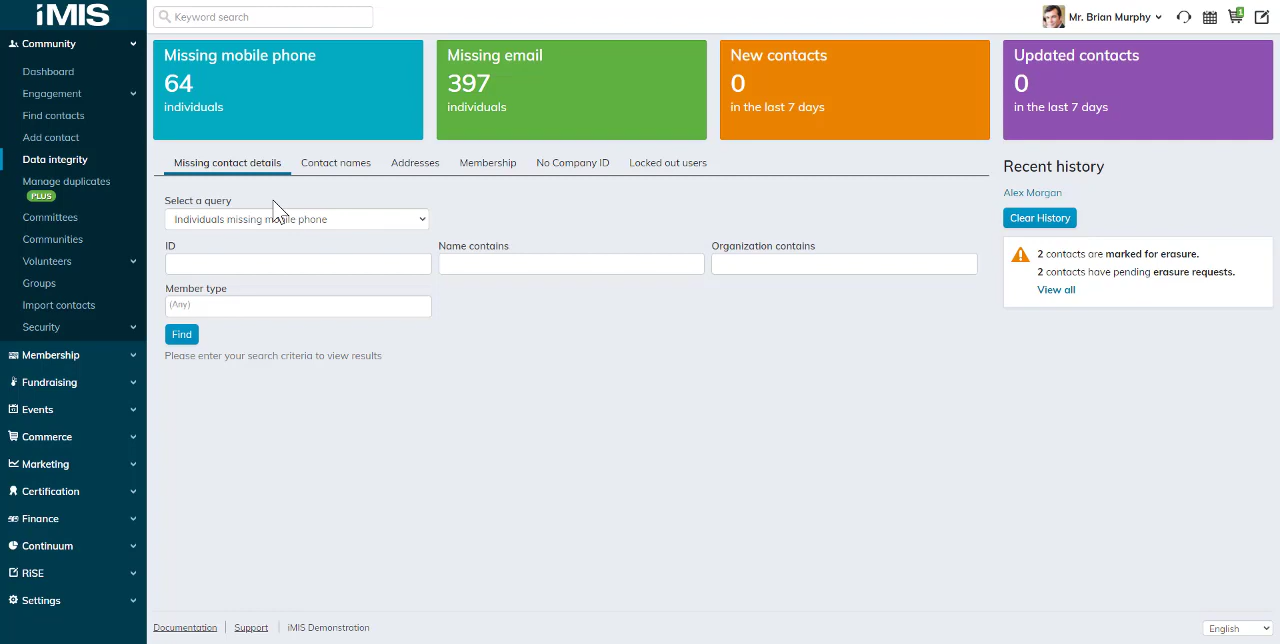 iMIS
Keyword search
Mr. Brian Murphy
1
Community
Dashboard
Engagement
Find contacts
Add contact
Data integrity
Manage duplicates
PLUS
Committees
Communities
Volunteers
Groups
Import contacts
Security
Membership
Fundraising
Events
Commerce
Marketing
Certification
Finance
Continuum
RiSE
Settings
Missing mobile phone
64
individuals
Missing email
397
individuals
New contacts
0
in the last 7 days
Updated contacts
0
in the last 7 days
Missing contact details Contact names Addresses Membership No Company ID Locked out users
Select a query
Individuals missing mobile phone
ID Name contains Organization contains
Member type
(Any)
Find
Please enter your search criteria to view results
Recent history
Alex Morgan
Clear History
2 contacts are marked for erasure.
2 contacts have pending erasure requests.
View all
Documentation Support iMIS Demonstration
English